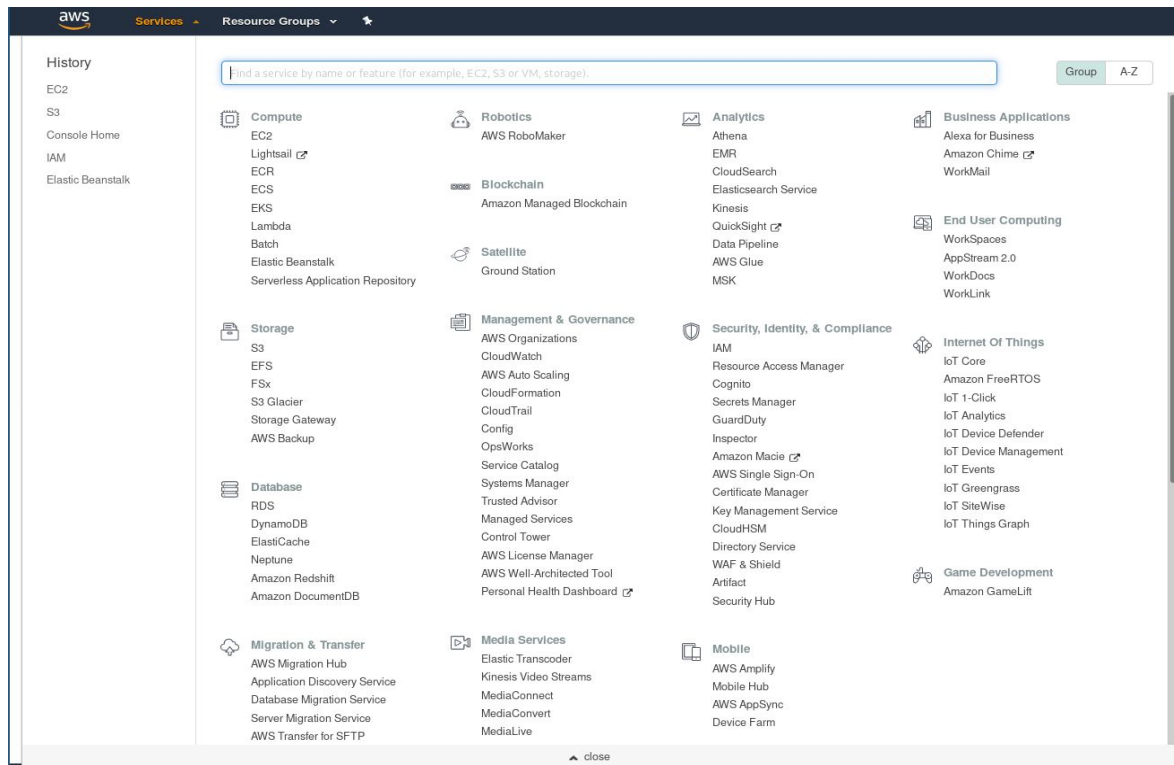 aws
Services
Resource Groups
History
EC2
S3
Console Home
IAM
Elastic Beanstalk
Find a service by name or feature (for example, EC2, S3 or VM, storage).
Group
A-Z
Compute
EC2
Lightsail
ECR
ECS
EKS
Lambda
Batch
Elastic Beanstalk
Serverless Application Repository
Storage
S3
EFS
FSx
S3 Glacier
Storage Gateway
AWS Backup
Database
RDS
DynamoDB
ElastiCache
Neptune
Amazon Redshift
Amazon DocumentDB
Migration & Transfer
AWS Migration Hub
Application Discovery Service
Database Migration Service
Server Migration Service
AWS Transfer for SFTP
Robotics
AWS RoboMaker
Blockchain
Amazon Managed Blockchain
Satellite
Ground Station
Management & Governance
AWS Organizations
CloudWatch
AWS Auto Scaling
CloudFormation
CloudTrail
Config
OpsWorks
Service Catalog
Systems Manager
Trusted Advisor
Managed Services
Control Tower
AWS License Manager
AWS Well-Architected Tool
Personal Health Dashboard
Media Services
Elastic Transcoder
Kinesis Video Streams
MediaConnect
MediaConvert
MediaLive
Analytics
Athena
EMR
CloudSearch
Elasticsearch Service
Kinesis
QuickSight
Data Pipeline
AWS Glue
MSK
Security, Identity, & Compliance
IAM
Resource Access Manager
Cognito
Secrets Manager
GuardDuty
Inspector
Amazon Macie
AWS Single Sign-On
Certificate Manager
Key Management Service
CloudHSM
Directory Service
WAF & Shield
Artifact
Security Hub
Mobile
AWS Amplify
Mobile Hub
AWS AppSync
Device Farm
Business Applications
Alexa for Business
Amazon Chime
WorkMail
End User Computing
WorkSpaces
AppStream 2.0
WorkDocs
WorkLink
Internet Of Things
IoT Core
Amazon FreeRTOS
IoT 1-Click
IoT Analytics
IoT Device Defender
IoT Device Management
IoT Events
IoT Greengrass
IoT SiteWise
IoT Things Graph
Game Development
Amazon GameLift
close